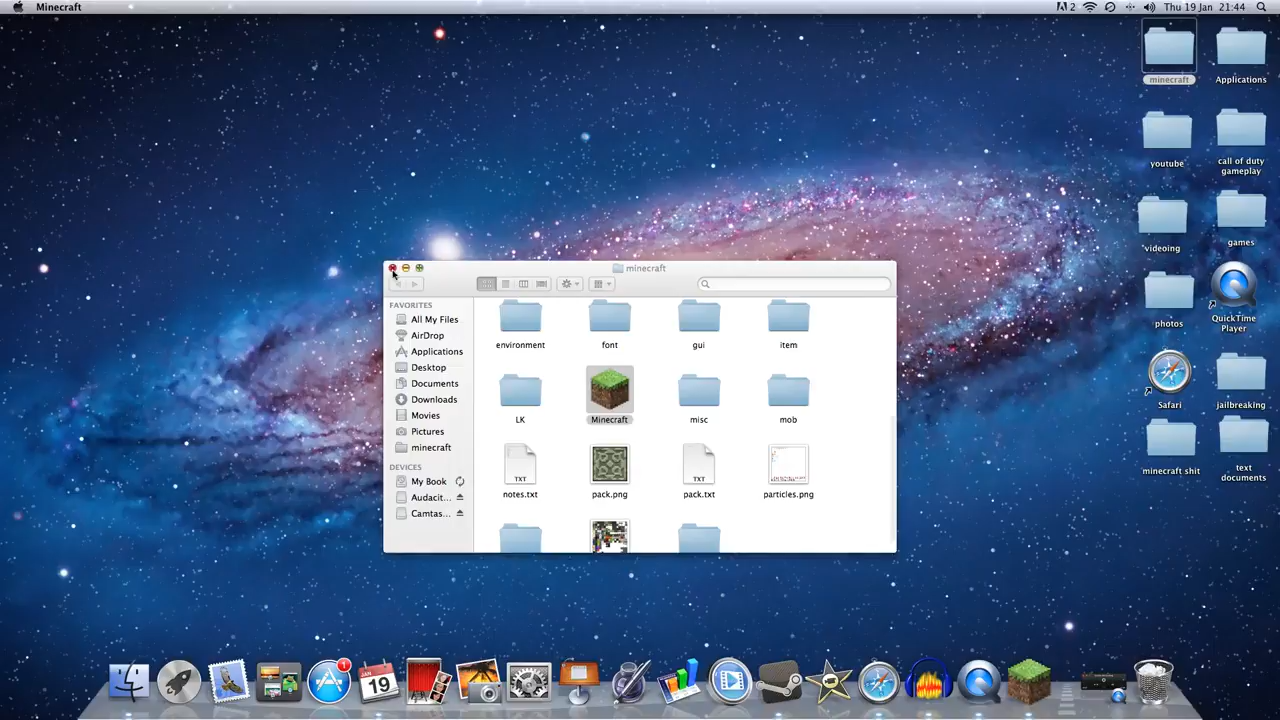 Minecraft
2
Thu 19 Jan 21:44
minecraft
Applications
youtube
call of duty
gameplay
videoing
games
photos
QuickTime
Player
Safari
jailbreaking
minecraft shit
text
documents
minecraft
FAVORITES
All My Files
AirDrop
Applications
Desktop
Documents
Downloads
Movies
Pictures
minecraft
DEVICES
My Book
Audacit...
Camtas...
environment
font
gui
item
LK
Minecraft
misc
mob
TXT
notes.txt
pack.png
TXT
pack.txt
particles.png
1
JAN
19